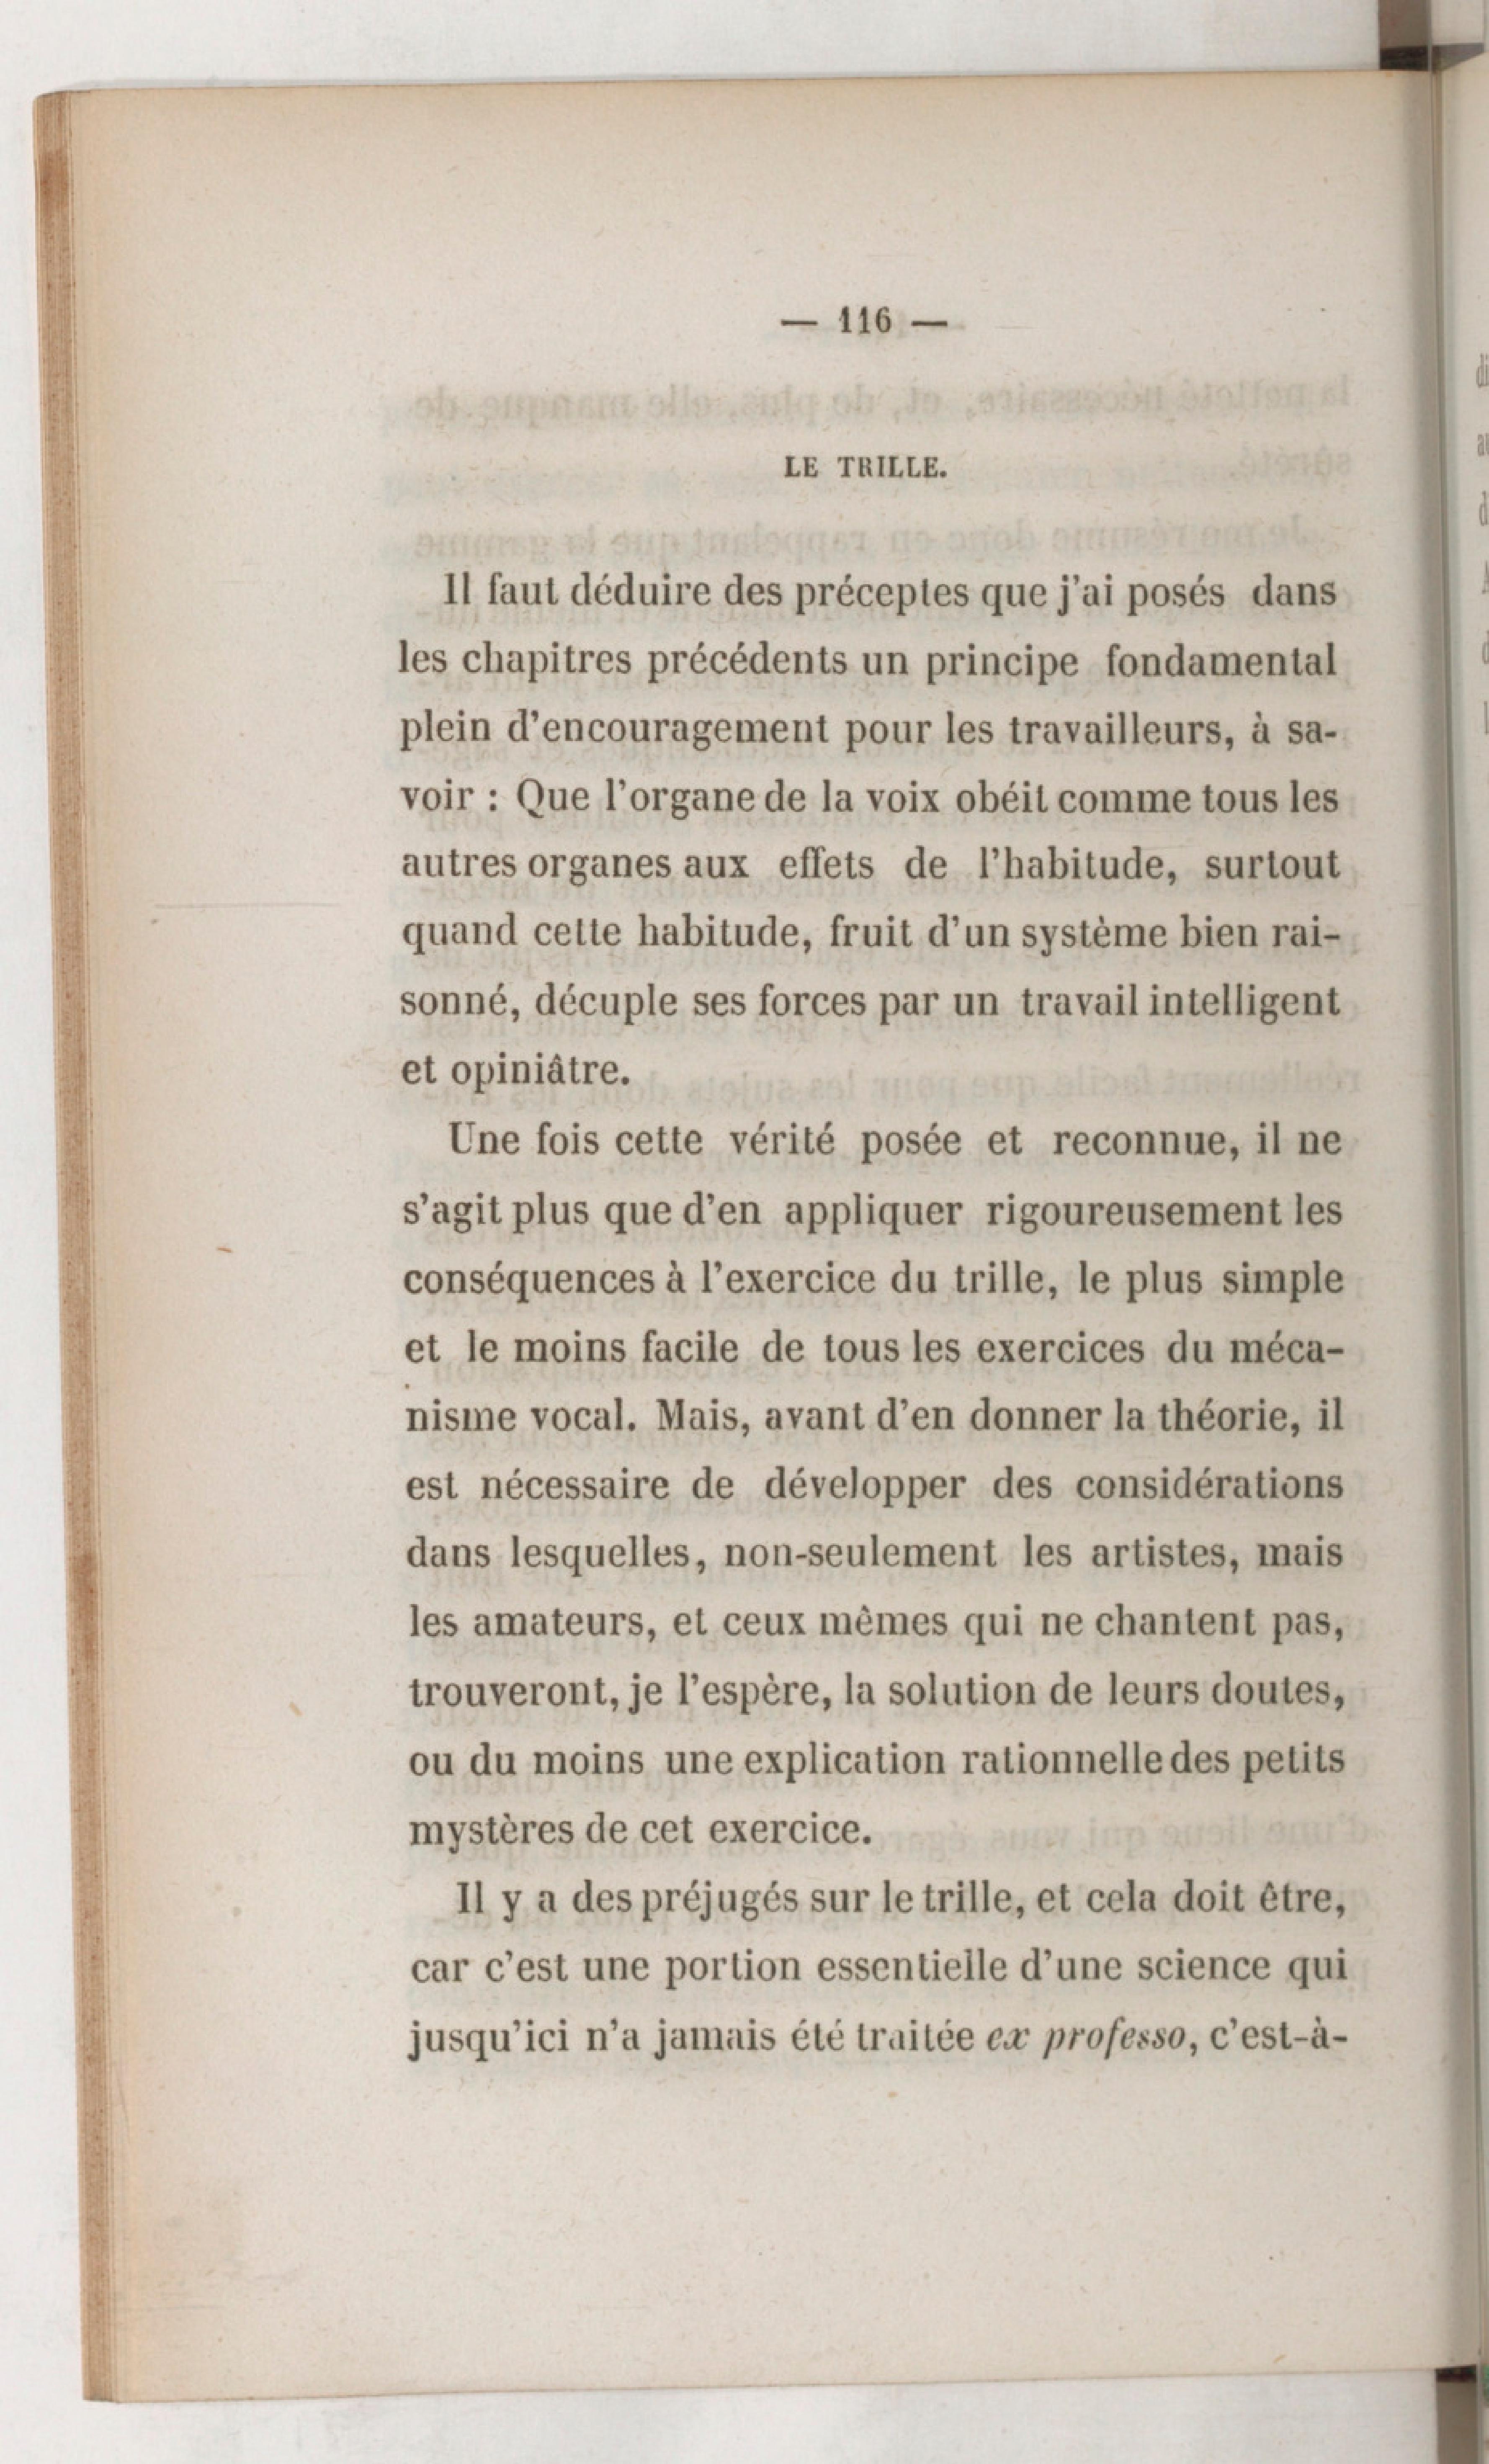 — 116 —
LE TRILLE.
Il faut déduire des préceptes que j'ai posés dans
les chapitres précédents un principe fondamental
plein d'encouragement pour les travailleurs, à sa-
voir : Que l'organe de la voix obéit comme tous les
autres organes aux effets de l'habitude, surtout
quand cette habitude, fruit d'un système bien rai-
sonné, décuple ses forces par un travail intelligent
et opiniâtre.
Une fois cette vérité posée et reconnue, il ne
s'agit plus que d'en appliquer rigoureusement les
conséquences à l'exercice du trille, le plus simple
et le moins facile de tous les exercices du méca-
nisme vocal. Mais, avant d'en donner la théorie, il
est nécessaire de développer des considérations
dans lesquelles, non-seulement les artistes, mais
les amateurs, et ceux mêmes qui ne chantent pas,
trouveront, je l'espère, la solution de leurs doutes,
ou du moins une explication rationnelle des petits
mystères de cet exercice.
Il y a des préjugés sur le trille, et cela doit être,
car c'est une portion essentielle d'une science qui
jusqu'ici n'a jamais été traitée ex professo, c'est-à-